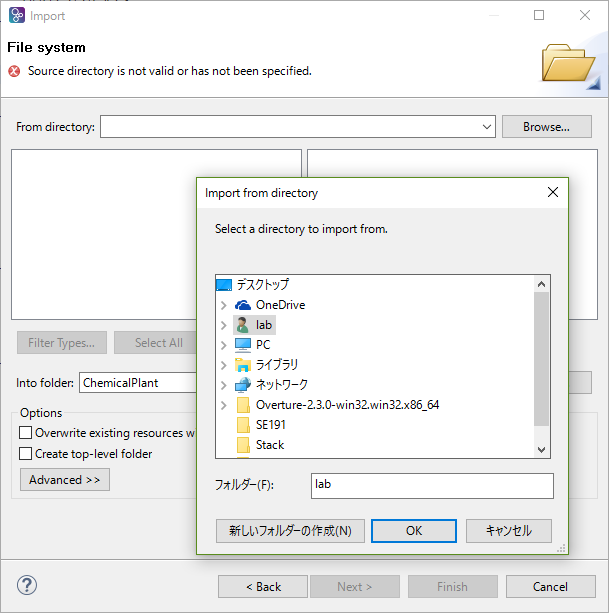 Import
File system
Source directory is not valid or has not been specified.
From directory:
Browse...
Filter Types...
Select All
Into folder:
ChemicalPlant
Options
Overwrite existing resources w
Create top-level folder
Advanced >>
Import from directory
Select a directory to import from.
デスクトップ
OneDrive
lab
PC
ライブラリ
ネットワーク
Overture-2.3.0-win32.win32.x86_64
SE191
Stack
フォルダー(F):
lab
新しいフォルダーの作成(N)
OK
キャンセル
?
< Back
Next >
Finish
Cancel